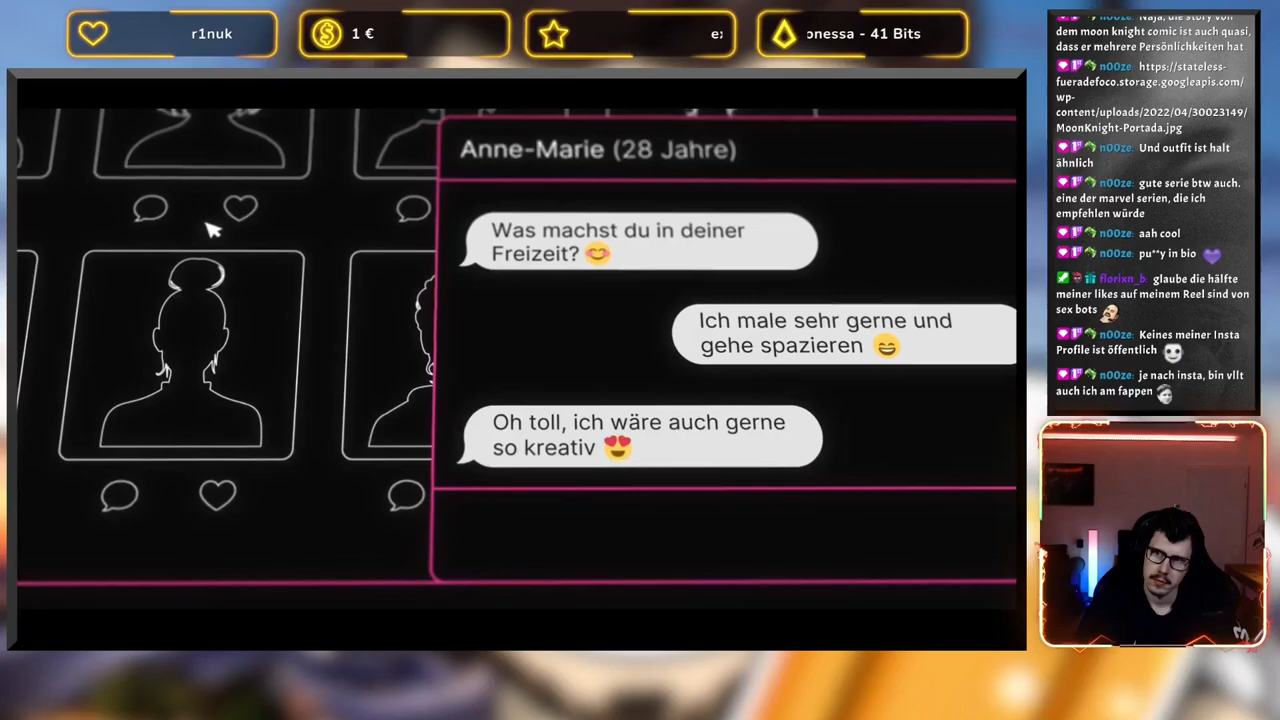 r1nuk
1 €
onessa - 41 Bits
Anne-Marie (28 Jahre)
Was machst du in deiner
Freizeit? 😊
Ich male sehr gerne und
gehe spazieren 😄
Oh toll, ich wäre auch gerne
so kreativ 😍
n00ze: Naja, die story von
dem moon knight comic ist auch quasi,
dass er mehrere Persönlichkeiten hat
n00ze: https://stateless-
fueradefoco.storage.googleapis.com/
wp-
content/uploads/2022/04/30023149/
MoonKnight-Portada.jpg
n00ze: Und outfit ist halt
ähnlich
n00ze: gute serie btw auch.
eine der marvel serien, die ich
empfehlen würde
n00ze: aah cool
n00ze: pu**y in bio 💜
florixn_b: glaube die hälfte
meiner likes auf meinem Reel sind von
sex bots
n00ze: Keines meiner Insta
Profile ist öffentlich
n00ze: je nach insta, bin vllt
auch ich am fappen